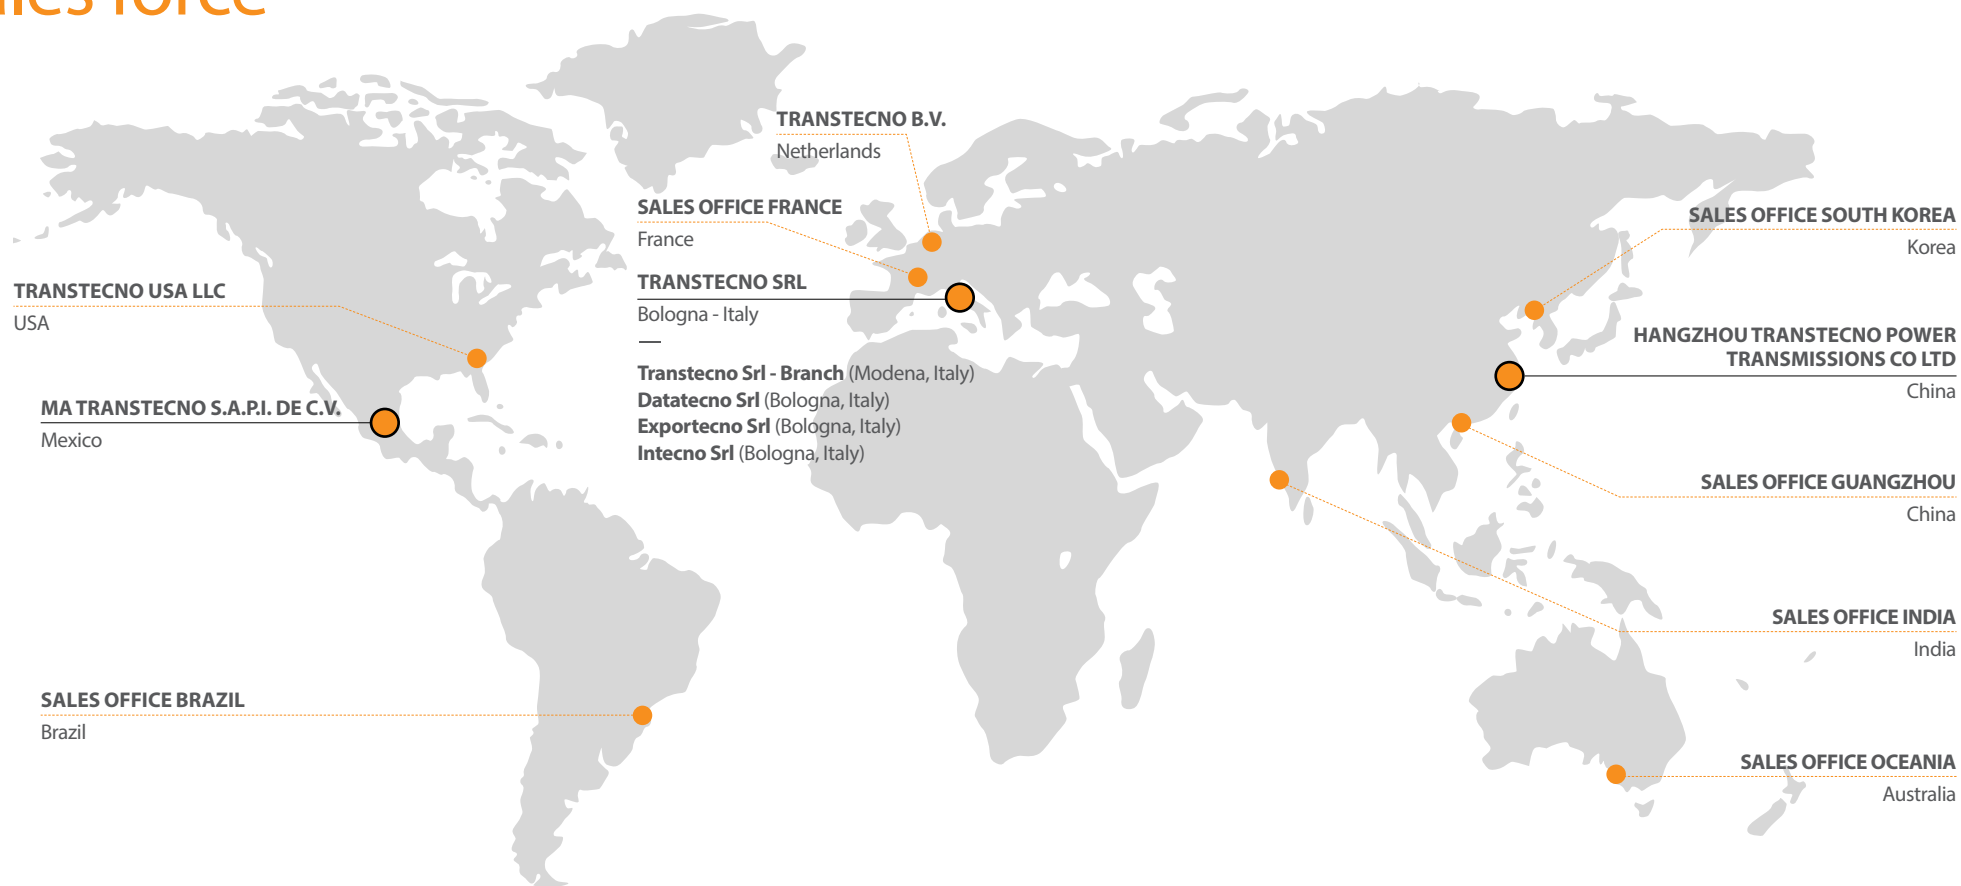 les force
TRANSTECNO B.V.
Netherlands
SALES OFFICE FRANCE
France
TRANSTECNO SRL
Bologna - Italy
Transtecno Srl - Branch (Modena, Italy)
Datatecno Srl (Bologna, Italy)
Exportecno Srl (Bologna, Italy)
Intecno Srl (Bologna, Italy)
TRANSTECNO USA LLC
USA
MA TRANSTECNO S.A.P.I. DE C.V.
Mexico
SALES OFFICE BRAZIL
Brazil
SALES OFFICE SOUTH KOREA
Korea
HANGZHOU TRANSTECNO POWER
TRANSMISSIONS CO LTD
China
SALES OFFICE GUANGZHOU
China
SALES OFFICE INDIA
India
SALES OFFICE OCEANIA
Australia